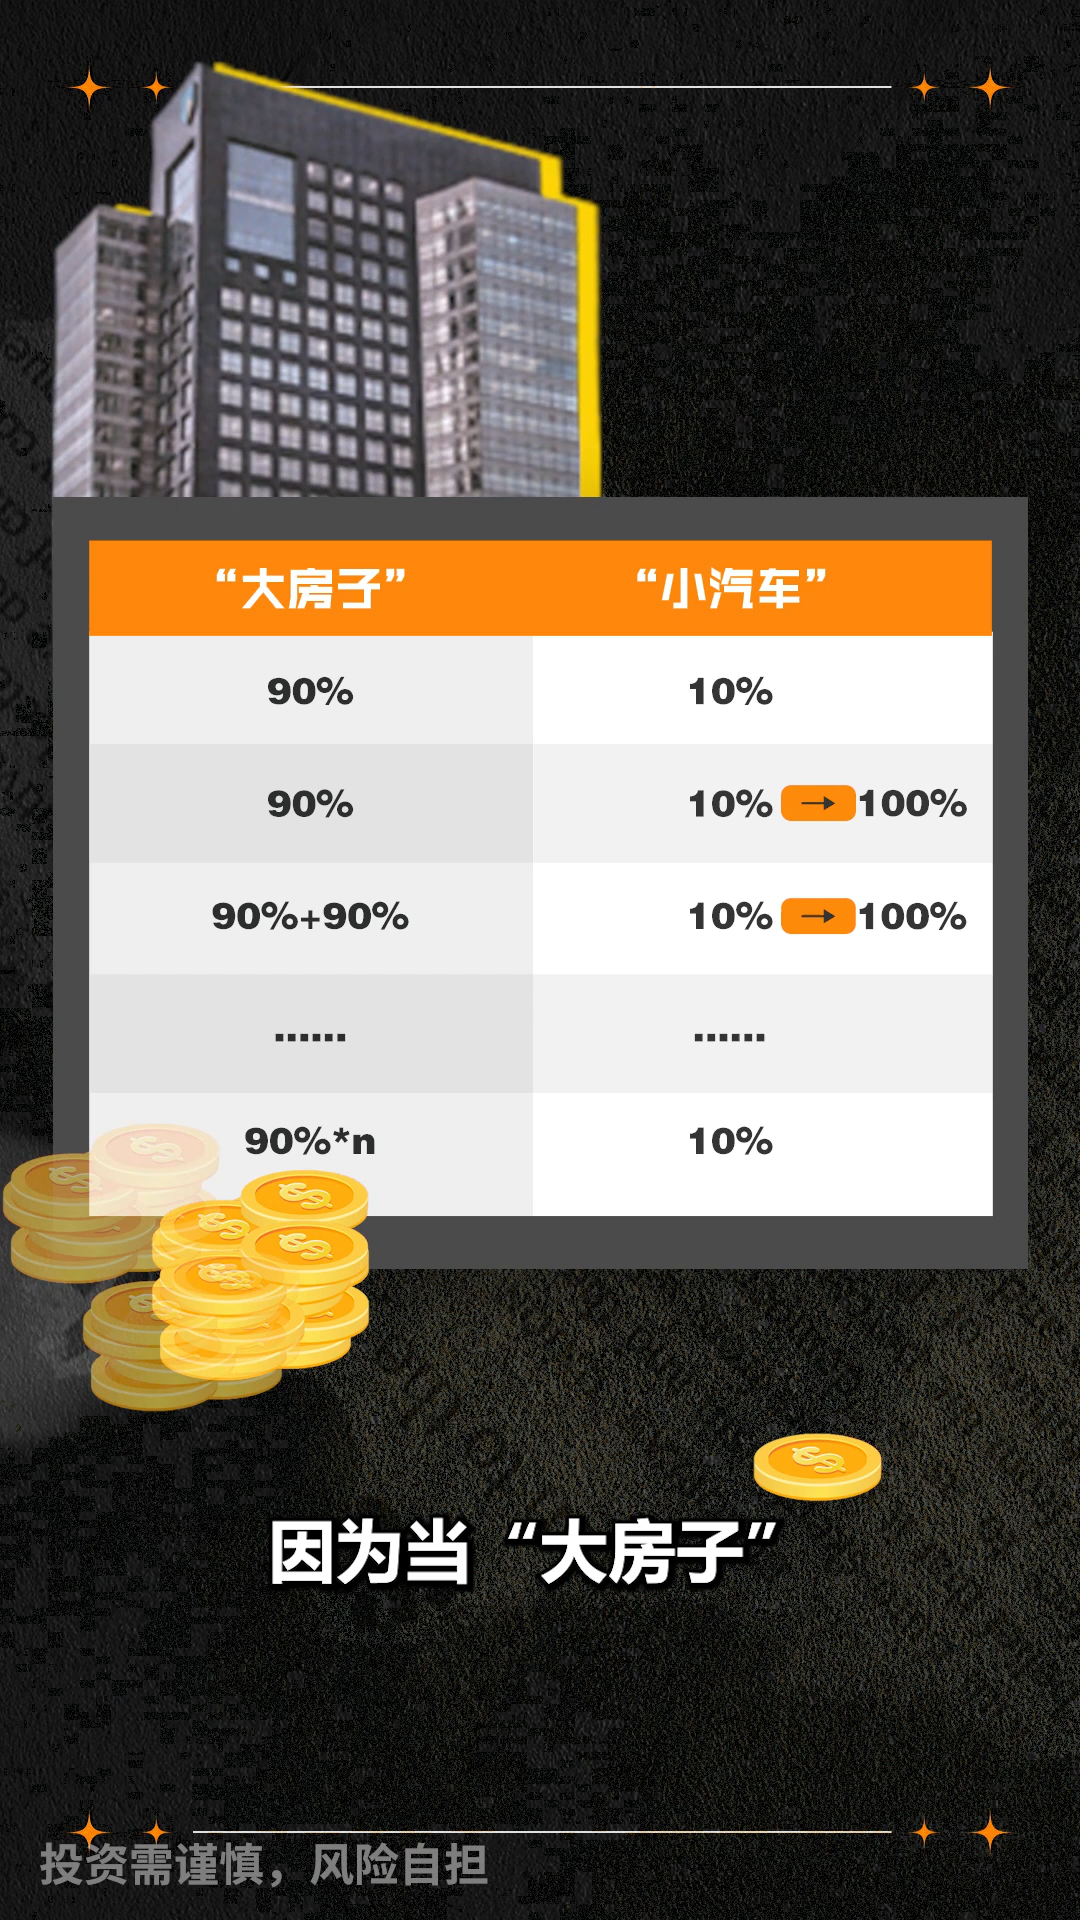 “大房子” “小汽车”
90% 10%
90% 10% → 100%
90%+90% 10% → 100%
…… ……
90%*n 10%
因为当“大房子”
投资需谨慎，风险自担